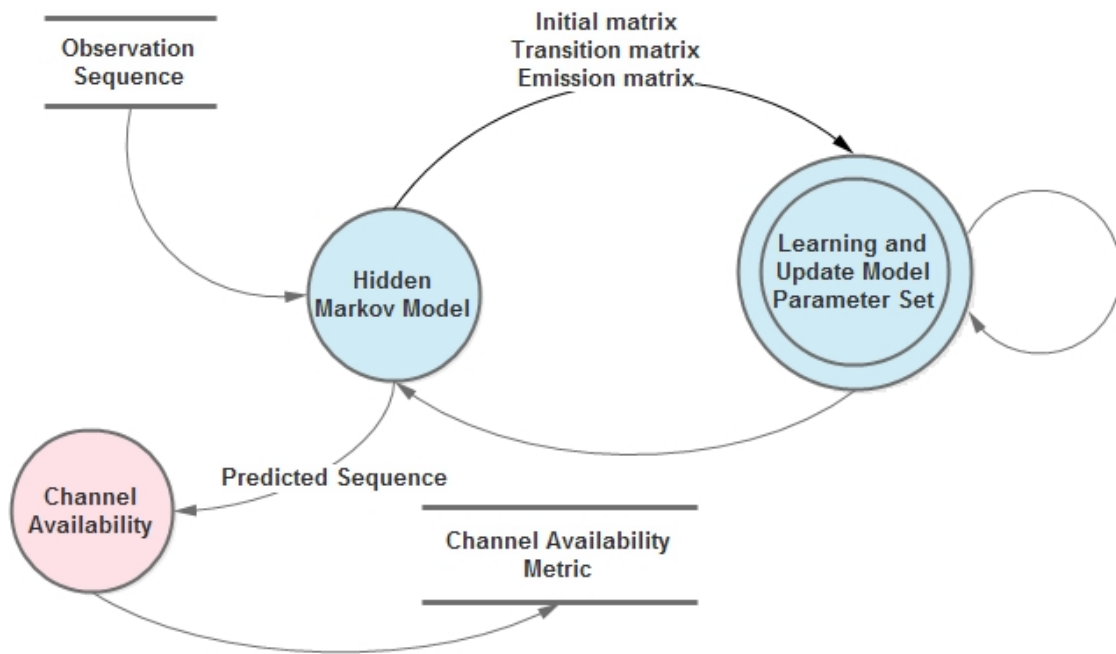 Observation
Sequence
Initial matrix
Transition matrix
Emission matrix
Hidden
Markov Model
Learning and
Update Model
Parameter Set
Predicted Sequence
Channel
Availability
Channel Availability
Metric